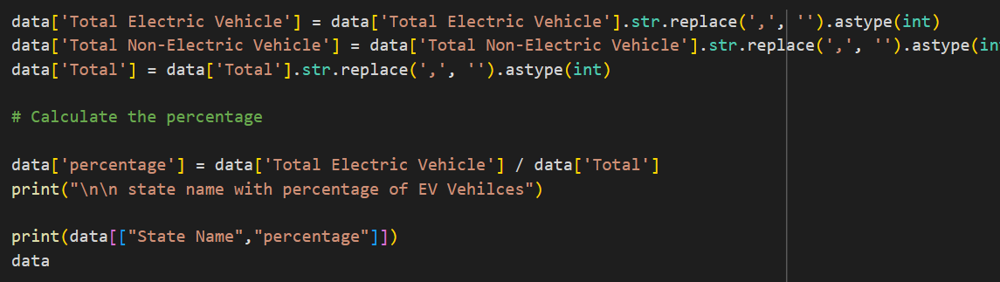 data['Total Electric Vehicle'] = data['Total Electric Vehicle'].str.replace(',', '').astype(int)
data['Total Non-Electric Vehicle'] = data['Total Non-Electric Vehicle'].str.replace(',', '').astype(in
data['Total'] = data['Total'].str.replace(',', '').astype(int)
# Calculate the percentage
data['percentage'] = data['Total Electric Vehicle'] / data['Total']
print("\n\n state name with percentage of EV Vehilces")
print(data[["State Name","percentage"]])
data